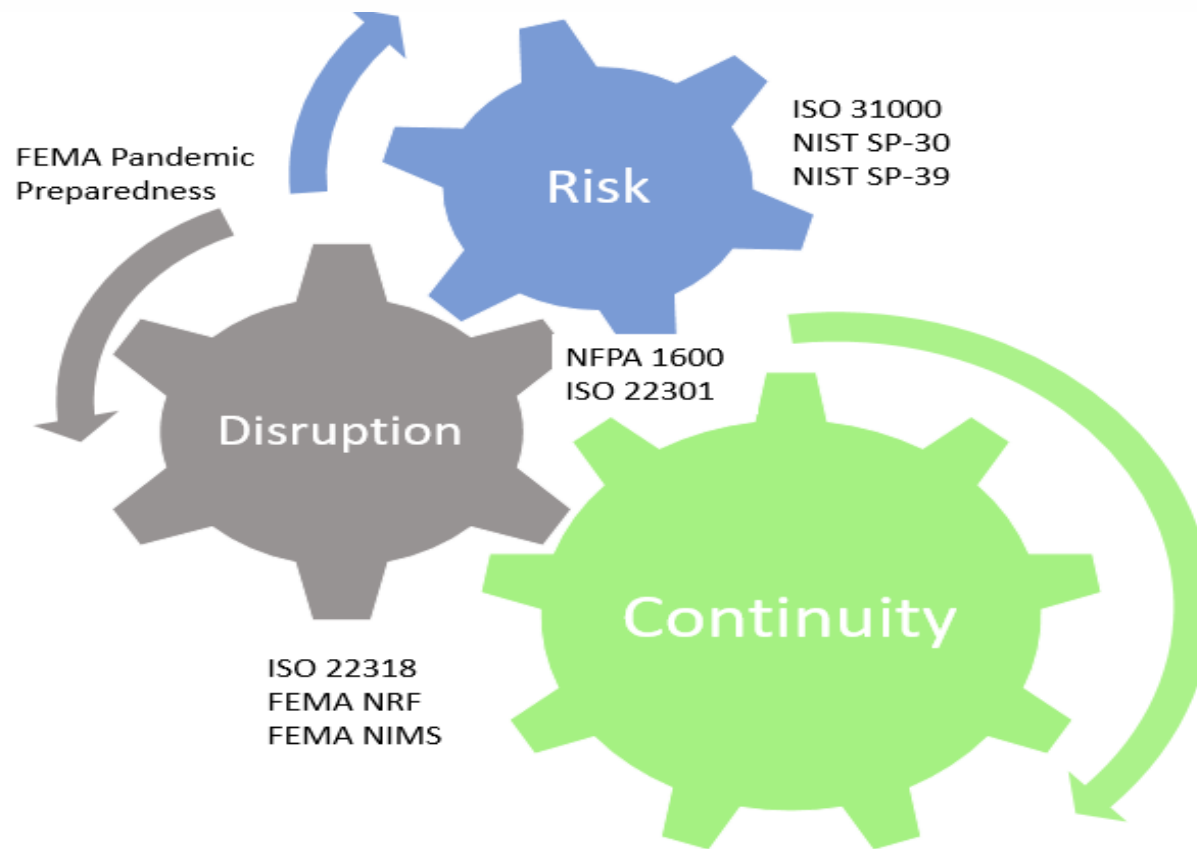 FEMA Pandemic
Preparedness
Risk
ISO 31000
NIST SP-30
NIST SP-39
Disruption
NFPA 1600
ISO 22301
Continuity
ISO 22318
FEMA NRF
FEMA NIMS